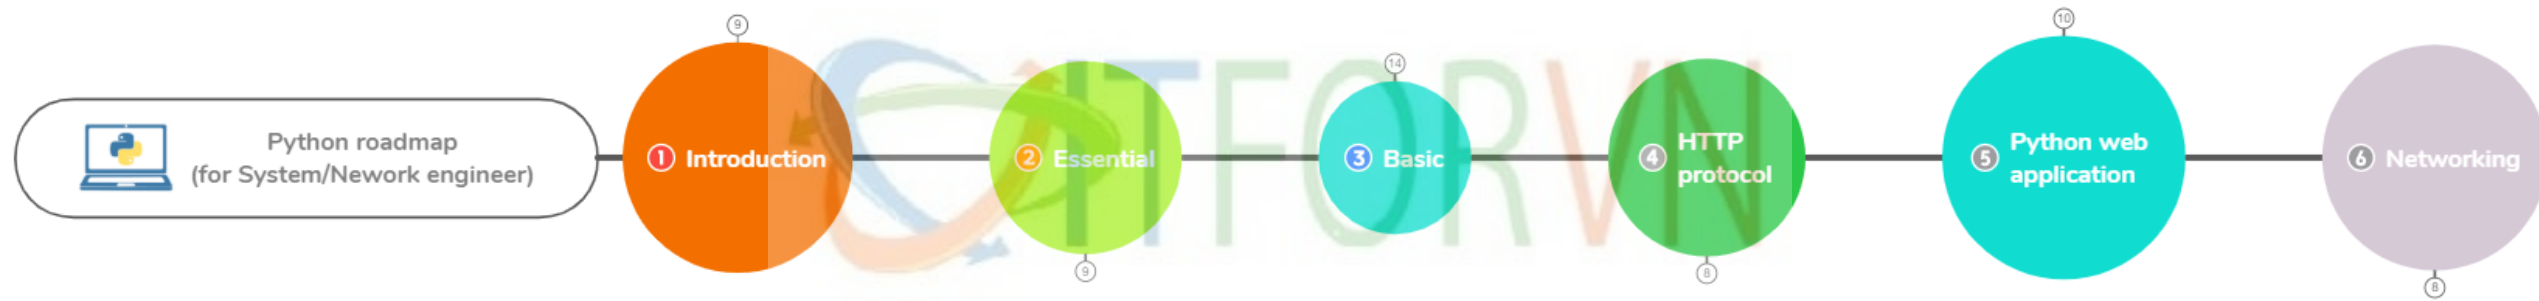 Python roadmap
(for System/Nework engineer)
9
1 Introduction
2 Essential
9
14
3 Basic
4 HTTP
protocol
8
10
5 Python web
application
6 Networking
8
ITFORVN